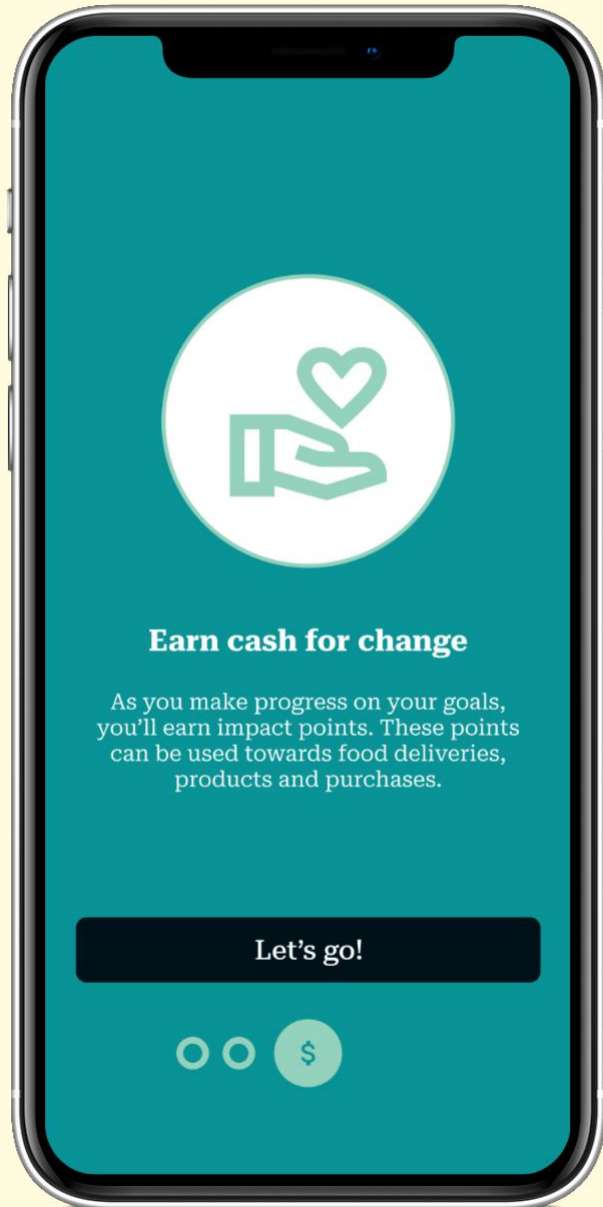 Earn cash for change
As you make progress on your goals,
you’ll earn impact points. These points
can be used towards food deliveries,
products and purchases.
Let’s go!
$